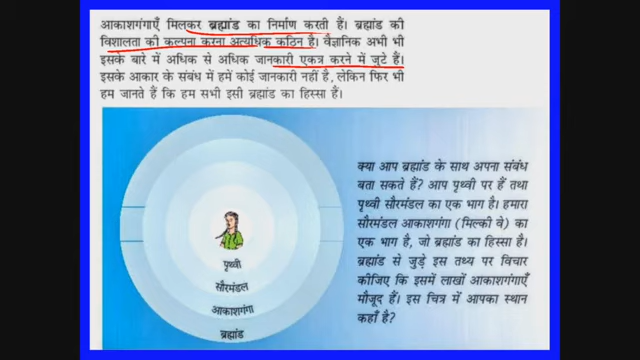 आकाशगंगाएँ मिलकर ब्रह्मांड का निर्माण करती हैं। ब्रह्मांड की
विशालता की कल्पना करना अत्यधिक कठिन है। वैज्ञानिक अभी भी
इसके बारे में अधिक से अधिक जानकारी एकत्र करने में जुटे हैं।
इसके आकार के संबंध में हमें कोई जानकारी नहीं है, लेकिन फिर भी
हम जानते हैं कि हम सभी इसी ब्रह्मांड का हिस्सा हैं।
पृथ्वी
सौरमंडल
आकाशगंगा
ब्रह्मांड
क्या आप ब्रह्मांड के साथ अपना संबंध
बता सकते हैं? आप पृथ्वी पर हैं तथा
पृथ्वी सौरमंडल का एक भाग है। हमारा
सौरमंडल आकाशगंगा (मिल्की वे) का
एक भाग है, जो ब्रह्मांड का हिस्सा है।
ब्रह्मांड से जुड़े इस तथ्य पर विचार
कीजिए कि इसमें लाखों आकाशगंगाएँ
मौजूद हैं। इस चित्र में आपका स्थान
कहाँ है?